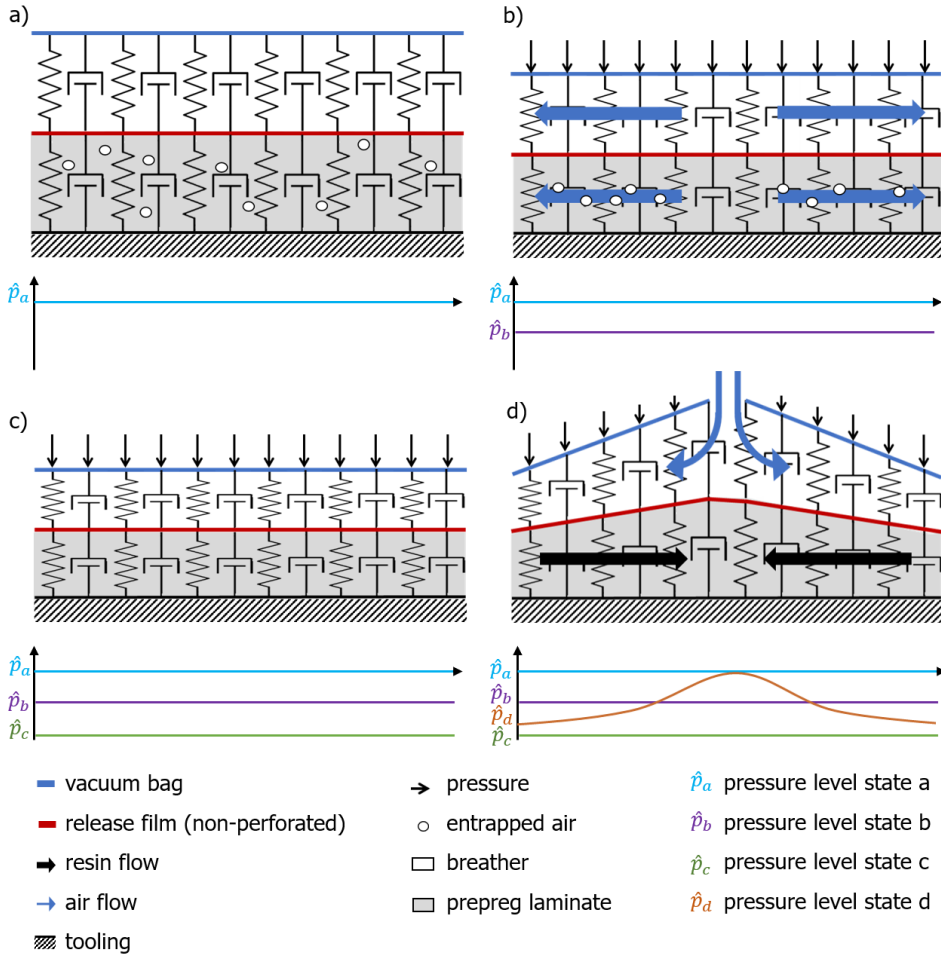 a)
b)
p̂a
p̂a
p̂b
c)
d)
p̂a
p̂b
p̂c
p̂a
p̂b
p̂d
p̂c
vacuum bag
pressure
p̂a pressure level state a
release film (non-perforated)
entrapped air
p̂b pressure level state b
resin flow
breather
p̂c pressure level state c
air flow
prepreg laminate
p̂d pressure level state d
tooling